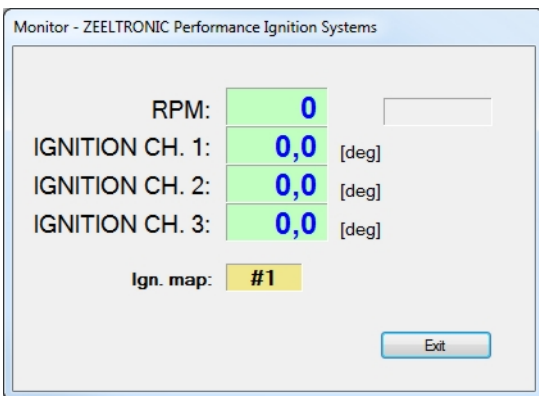 Monitor - ZEELTRONIC Performance Ignition Systems
RPM: 0
IGNITION CH. 1: 0,0 [deg]
IGNITION CH. 2: 0,0 [deg]
IGNITION CH. 3: 0,0 [deg]
Ign. map: #1
Exit